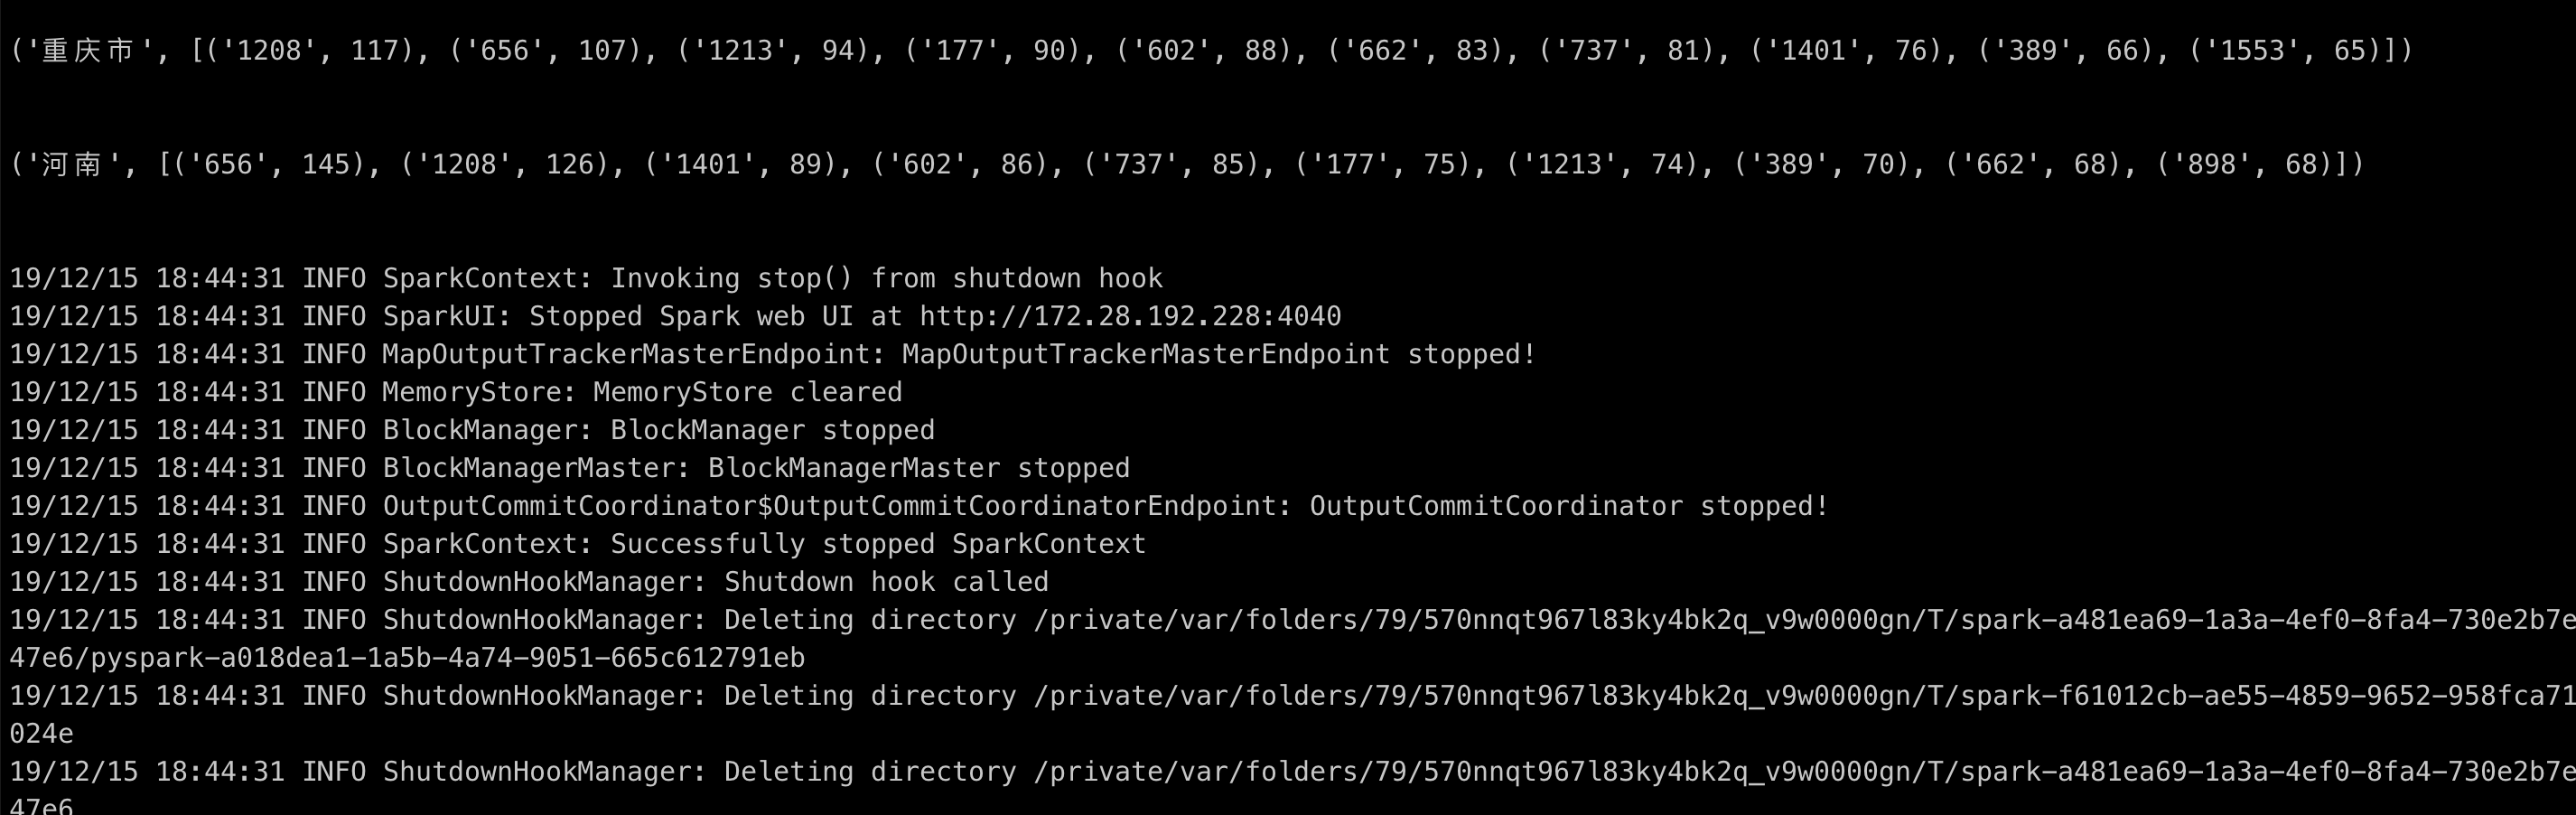 ('重庆市', [('1208', 117), ('656', 107), ('1213', 94), ('177', 90), ('602', 88), ('662', 83), ('737', 81), ('1401', 76), ('389', 66), ('1553', 65)])
('河南', [('656', 145), ('1208', 126), ('1401', 89), ('602', 86), ('737', 85), ('177', 75), ('1213', 74), ('389', 70), ('662', 68), ('898', 68)])
19/12/15 18:44:31 INFO SparkContext: Invoking stop() from shutdown hook
19/12/15 18:44:31 INFO SparkUI: Stopped Spark web UI at http://172.28.192.228:4040
19/12/15 18:44:31 INFO MapOutputTrackerMasterEndpoint: MapOutputTrackerMasterEndpoint stopped!
19/12/15 18:44:31 INFO MemoryStore: MemoryStore cleared
19/12/15 18:44:31 INFO BlockManager: BlockManager stopped
19/12/15 18:44:31 INFO BlockManagerMaster: BlockManagerMaster stopped
19/12/15 18:44:31 INFO OutputCommitCoordinator$OutputCommitCoordinatorEndpoint: OutputCommitCoordinator stopped!
19/12/15 18:44:31 INFO SparkContext: Successfully stopped SparkContext
19/12/15 18:44:31 INFO ShutdownHookManager: Shutdown hook called
19/12/15 18:44:31 INFO ShutdownHookManager: Deleting directory /private/var/folders/79/570nnqt967l83ky4bk2q_v9w0000gn/T/spark-a481ea69-1a3a-4ef0-8fa4-730e2b7e
47e6/pyspark-a018dea1-1a5b-4a74-9051-665c612791eb
19/12/15 18:44:31 INFO ShutdownHookManager: Deleting directory /private/var/folders/79/570nnqt967l83ky4bk2q_v9w0000gn/T/spark-f61012cb-ae55-4859-9652-958fca71
024e
19/12/15 18:44:31 INFO ShutdownHookManager: Deleting directory /private/var/folders/79/570nnqt967l83ky4bk2q_v9w0000gn/T/spark-a481ea69-1a3a-4ef0-8fa4-730e2b7e
47e6